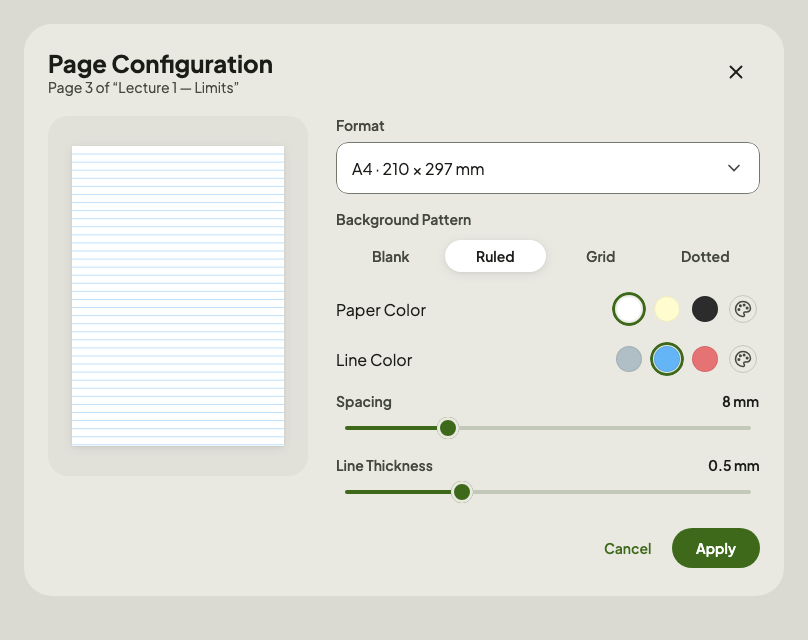 Page Configuration
Page 3 of “Lecture 1 — Limits”
Format
A4 · 210 × 297 mm
Background Pattern
Blank Ruled Grid Dotted
Paper Color
Line Color
Spacing 8 mm
Line Thickness 0.5 mm
Cancel Apply